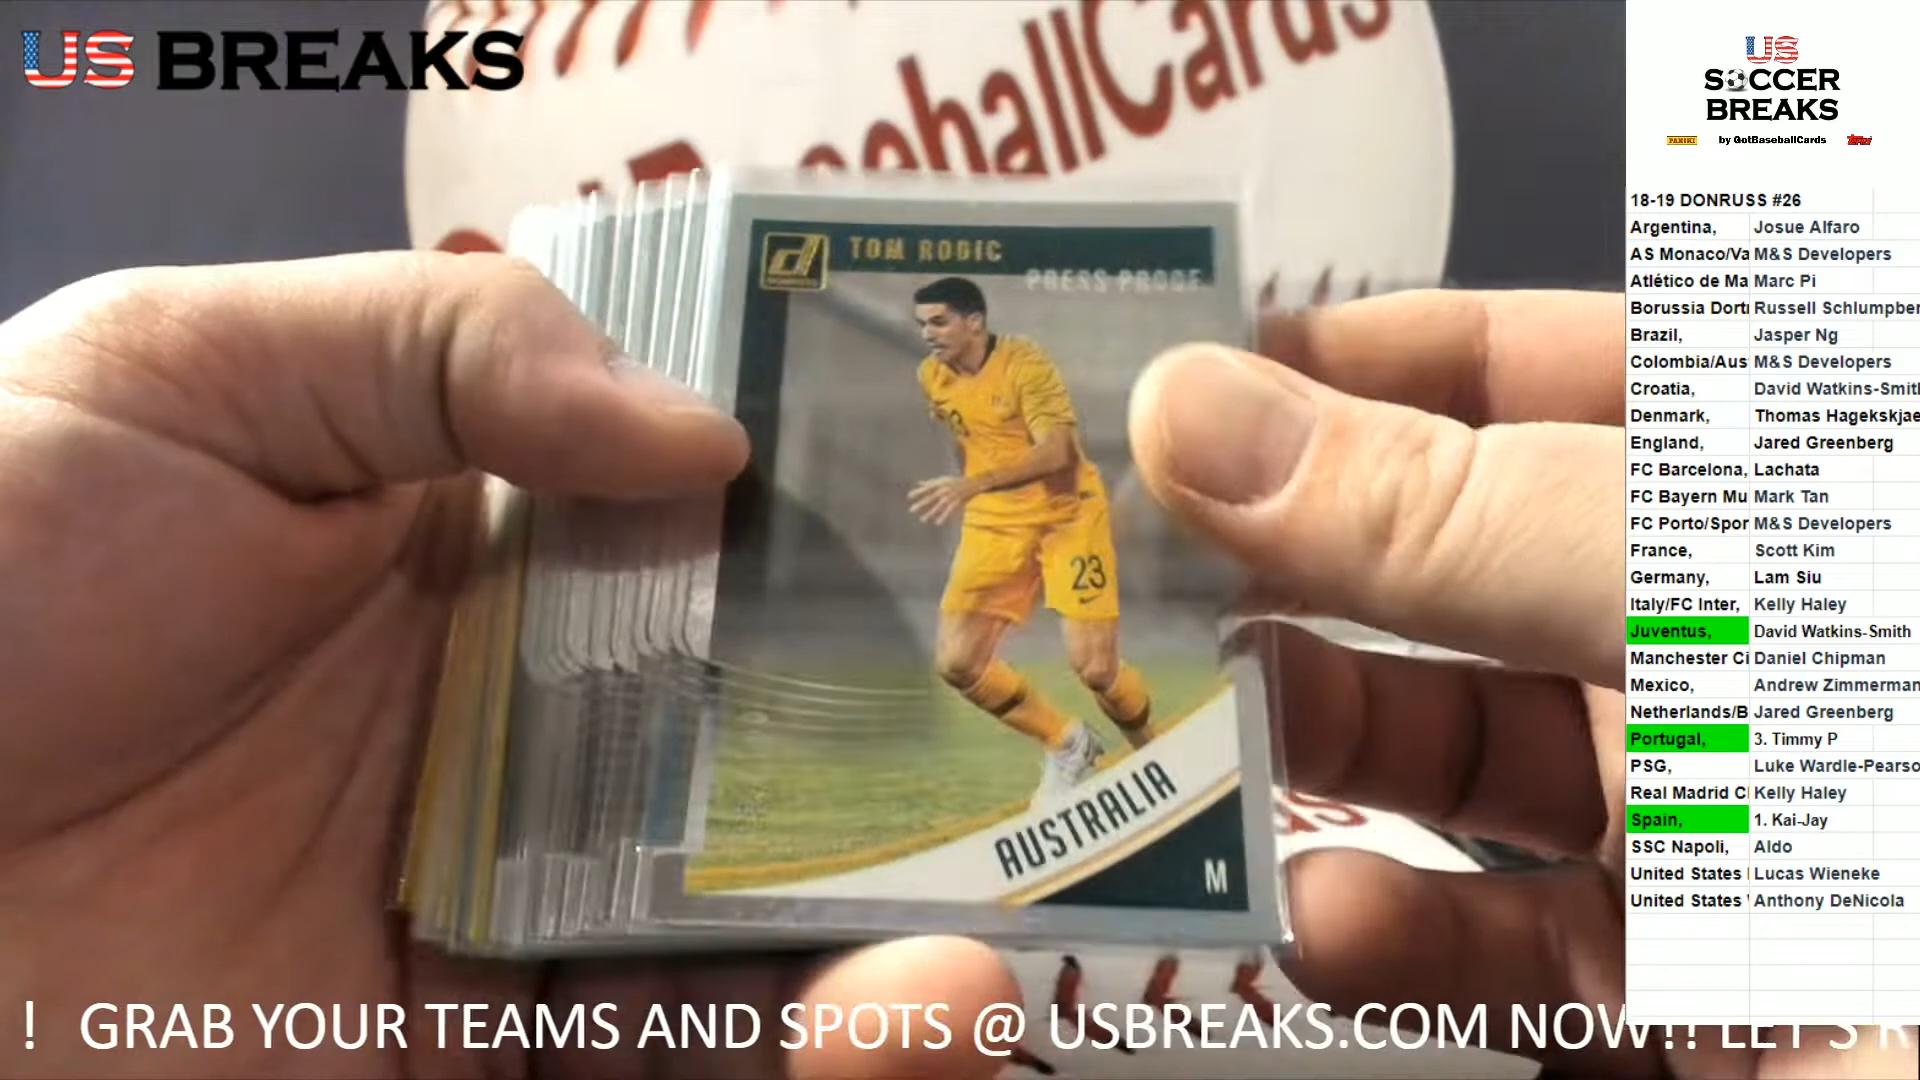 US BREAKS
BaseballCards
TOM ROGIC
PRESS PROOF
23
AUSTRALIA
M
US
SOCCER
BREAKS
PANINI by GotBaseballCards Topps
18-19 DONRUSS #26
Argentina, Josue Alfaro
AS Monaco/Va M&S Developers
Atlético de Ma Marc Pi
Borussia Dortr Russell Schlumpber
Brazil, Jasper Ng
Colombia/Aus M&S Developers
Croatia, David Watkins-Smith
Denmark, Thomas Hagekskjae
England, Jared Greenberg
FC Barcelona, Lachata
FC Bayern Mu Mark Tan
FC Porto/Spor M&S Developers
France, Scott Kim
Germany, Lam Siu
Italy/FC Inter, Kelly Haley
Juventus, David Watkins-Smith
Manchester Ci Daniel Chipman
Mexico, Andrew Zimmerman
Netherlands/B Jared Greenberg
Portugal, 3. Timmy P
PSG, Luke Wardle-Pearso
Real Madrid C Kelly Haley
Spain, 1. Kai-Jay
SSC Napoli, Aldo
United States Lucas Wieneke
United States Anthony DeNicola
! GRAB YOUR TEAMS AND SPOTS @ USBREAKS.COM NOW!! LET'S R